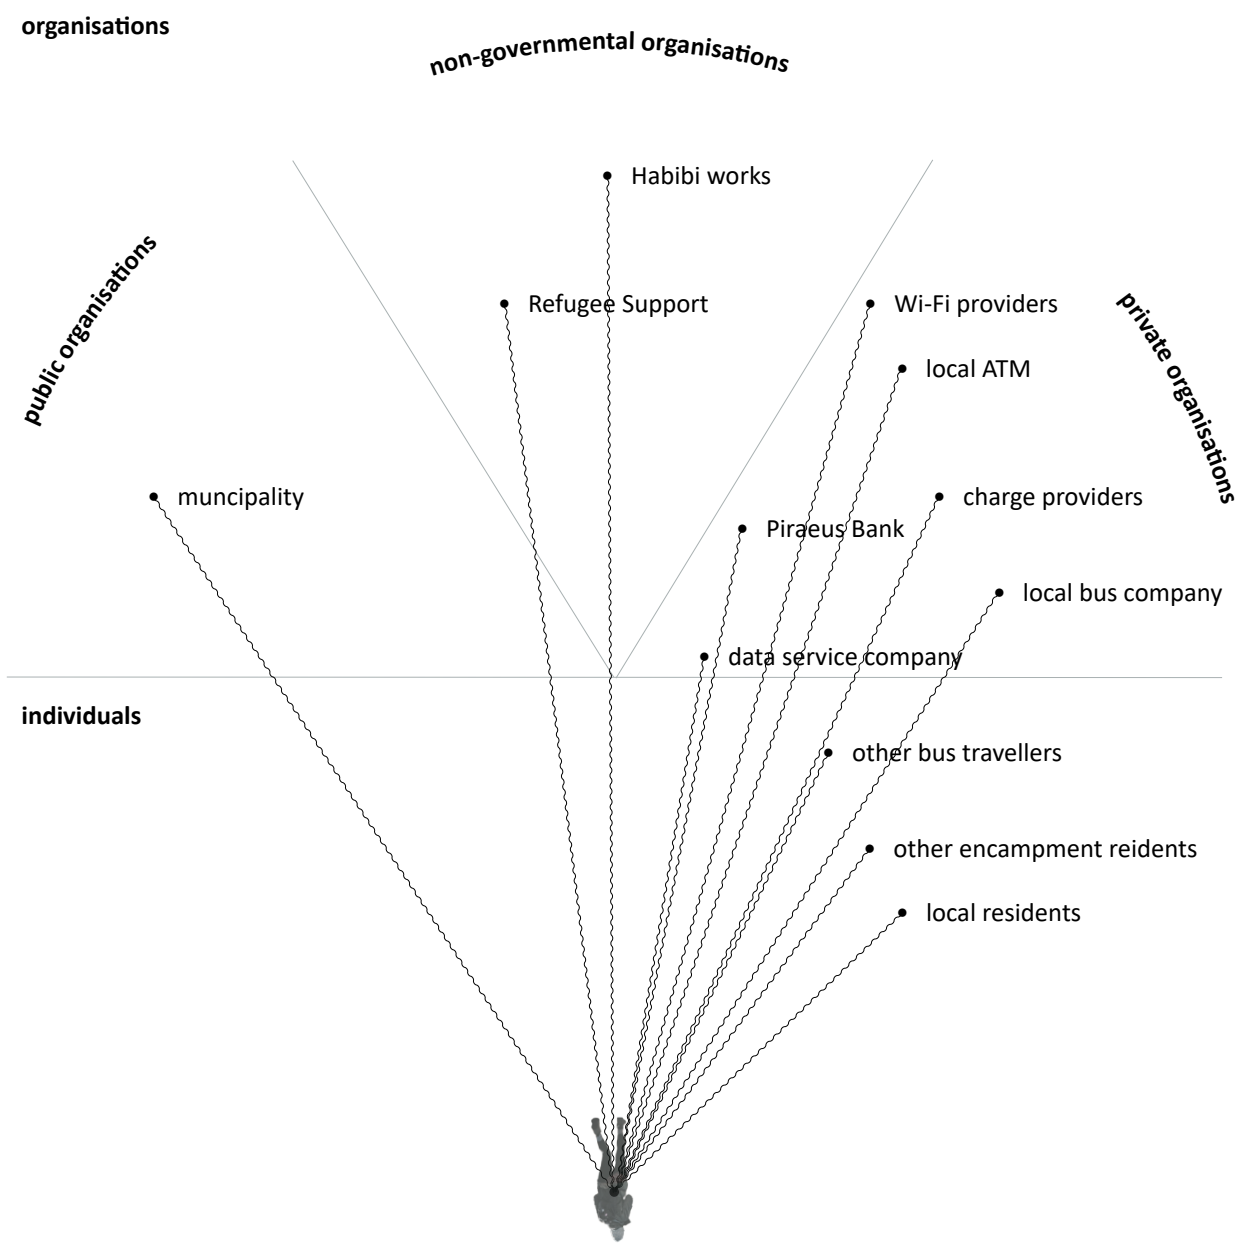 organisations
non-governmental organisations
Habibi works
public organisations
Refugee Support
Wi-Fi providers
private organisations
local ATM
muncipality
charge providers
Piraeus Bank
local bus company
data service company
individuals
other bus travellers
other encampment reidents
local residents